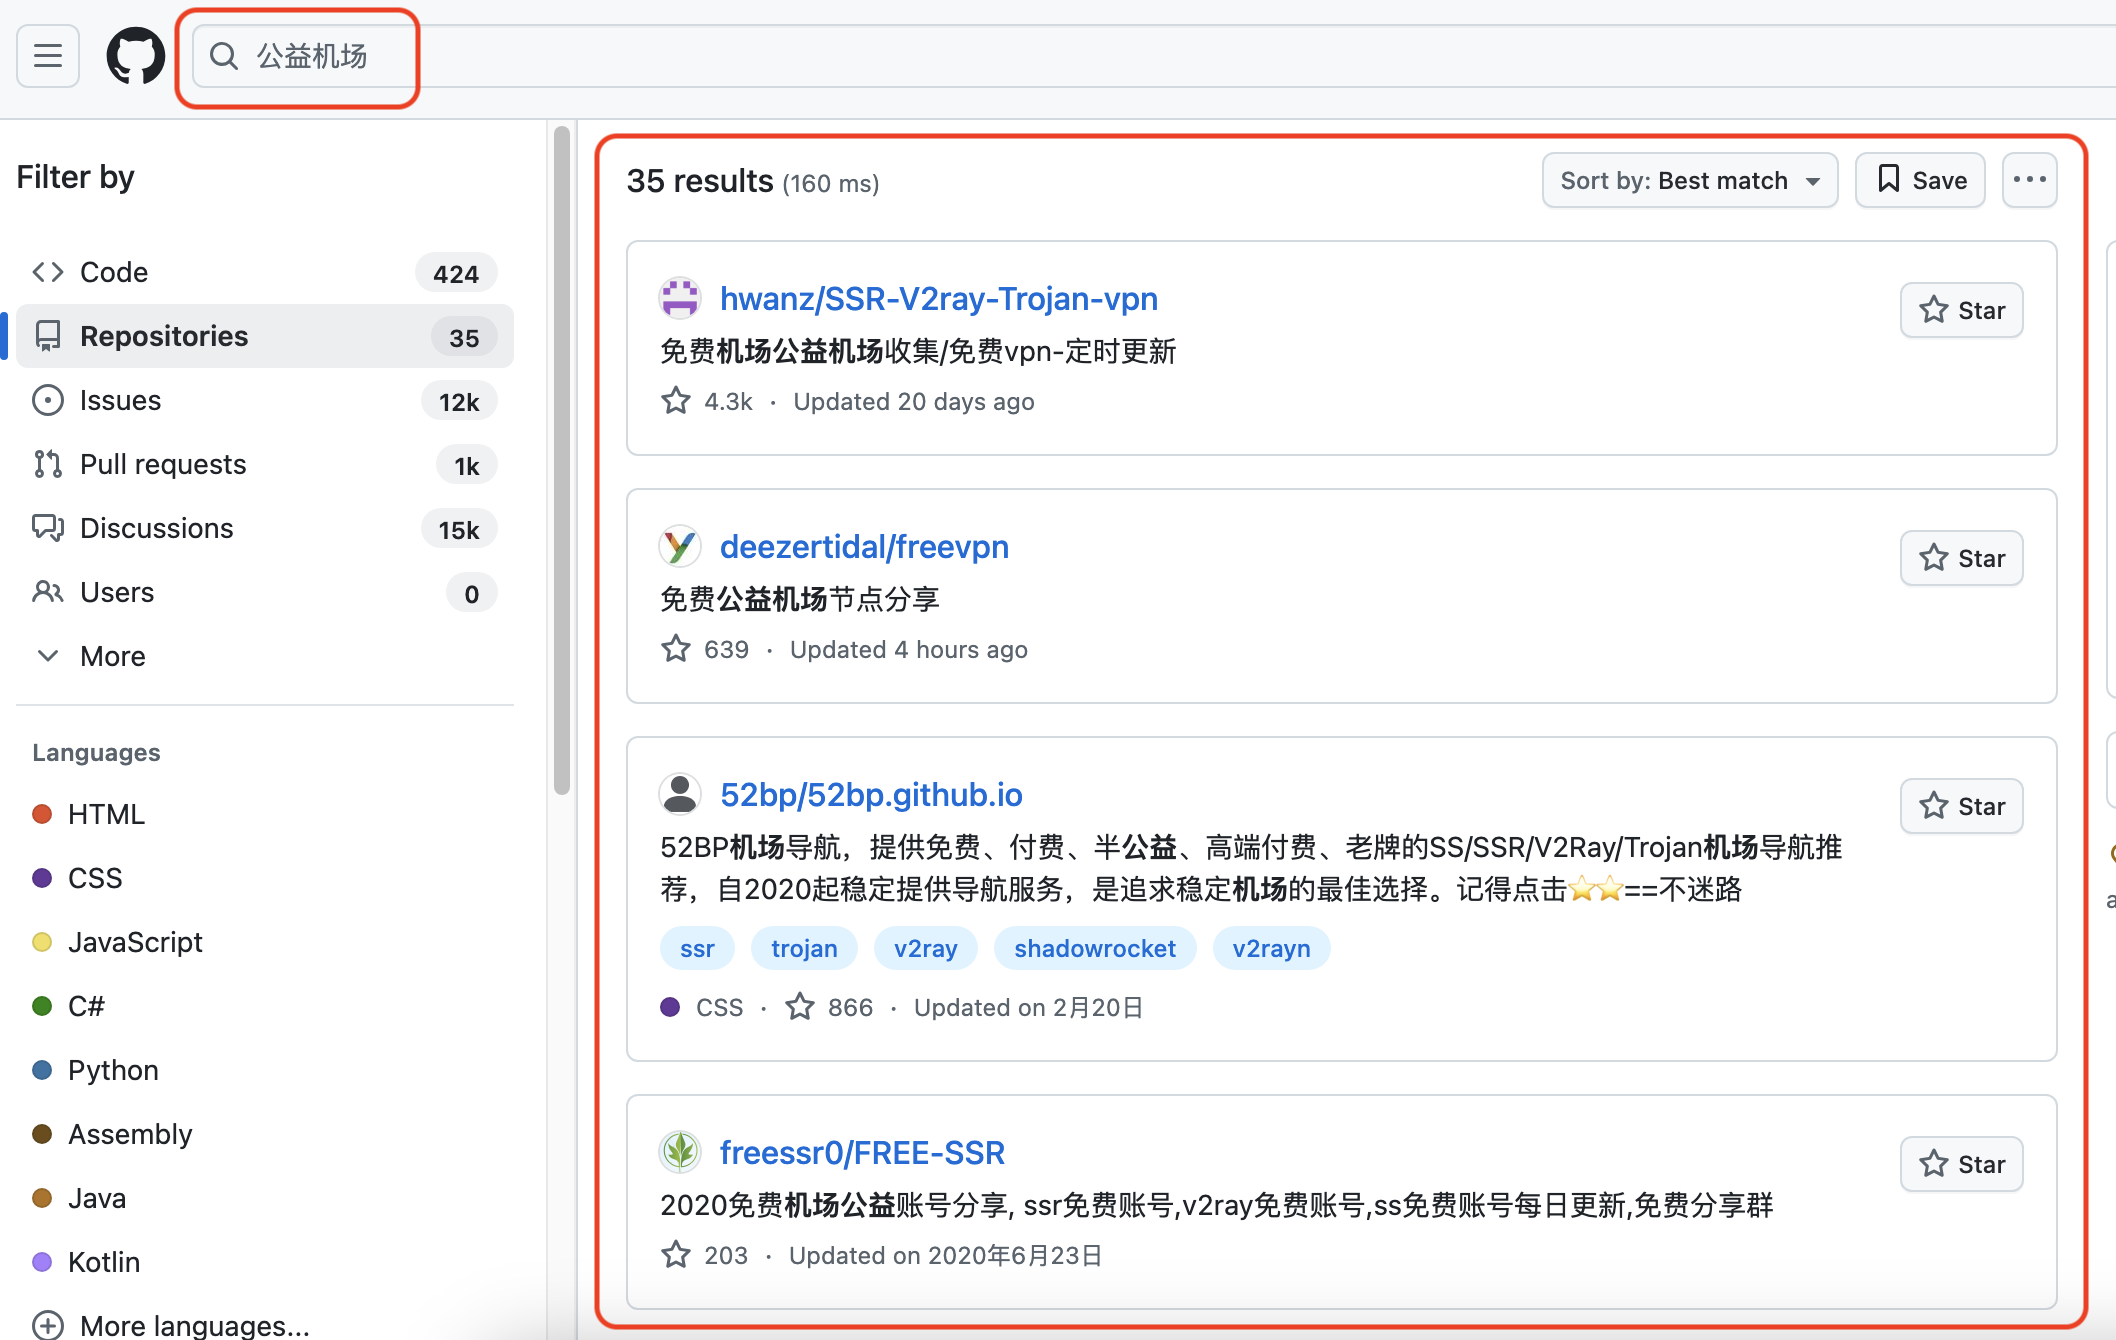 公益机场
Filter by
Code 424
Repositories 35
Issues 12k
Pull requests 1k
Discussions 15k
Users 0
More
Languages
HTML
CSS
JavaScript
C#
Python
Assembly
Java
Kotlin
More languages...
35 results (160 ms)
Sort by: Best match
Save
hwanz/SSR-V2ray-Trojan-vpn
Star
免费机场公益机场收集/免费vpn-定时更新
4.3k · Updated 20 days ago
deezertidal/freevpn
Star
免费公益机场节点分享
639 · Updated 4 hours ago
52bp/52bp.github.io
Star
52BP机场导航，提供免费、付费、半公益、高端付费、老牌的SS/SSR/V2Ray/Trojan机场导航推
荐，自2020起稳定提供导航服务，是追求稳定机场的最佳选择。记得点击⭐⭐==不迷路
ssr trojan v2ray shadowrocket v2rayn
CSS · 866 · Updated on 2月20日
freessr0/FREE-SSR
Star
2020免费机场公益账号分享, ssr免费账号,v2ray免费账号,ss免费账号每日更新,免费分享群
203 · Updated on 2020年6月23日